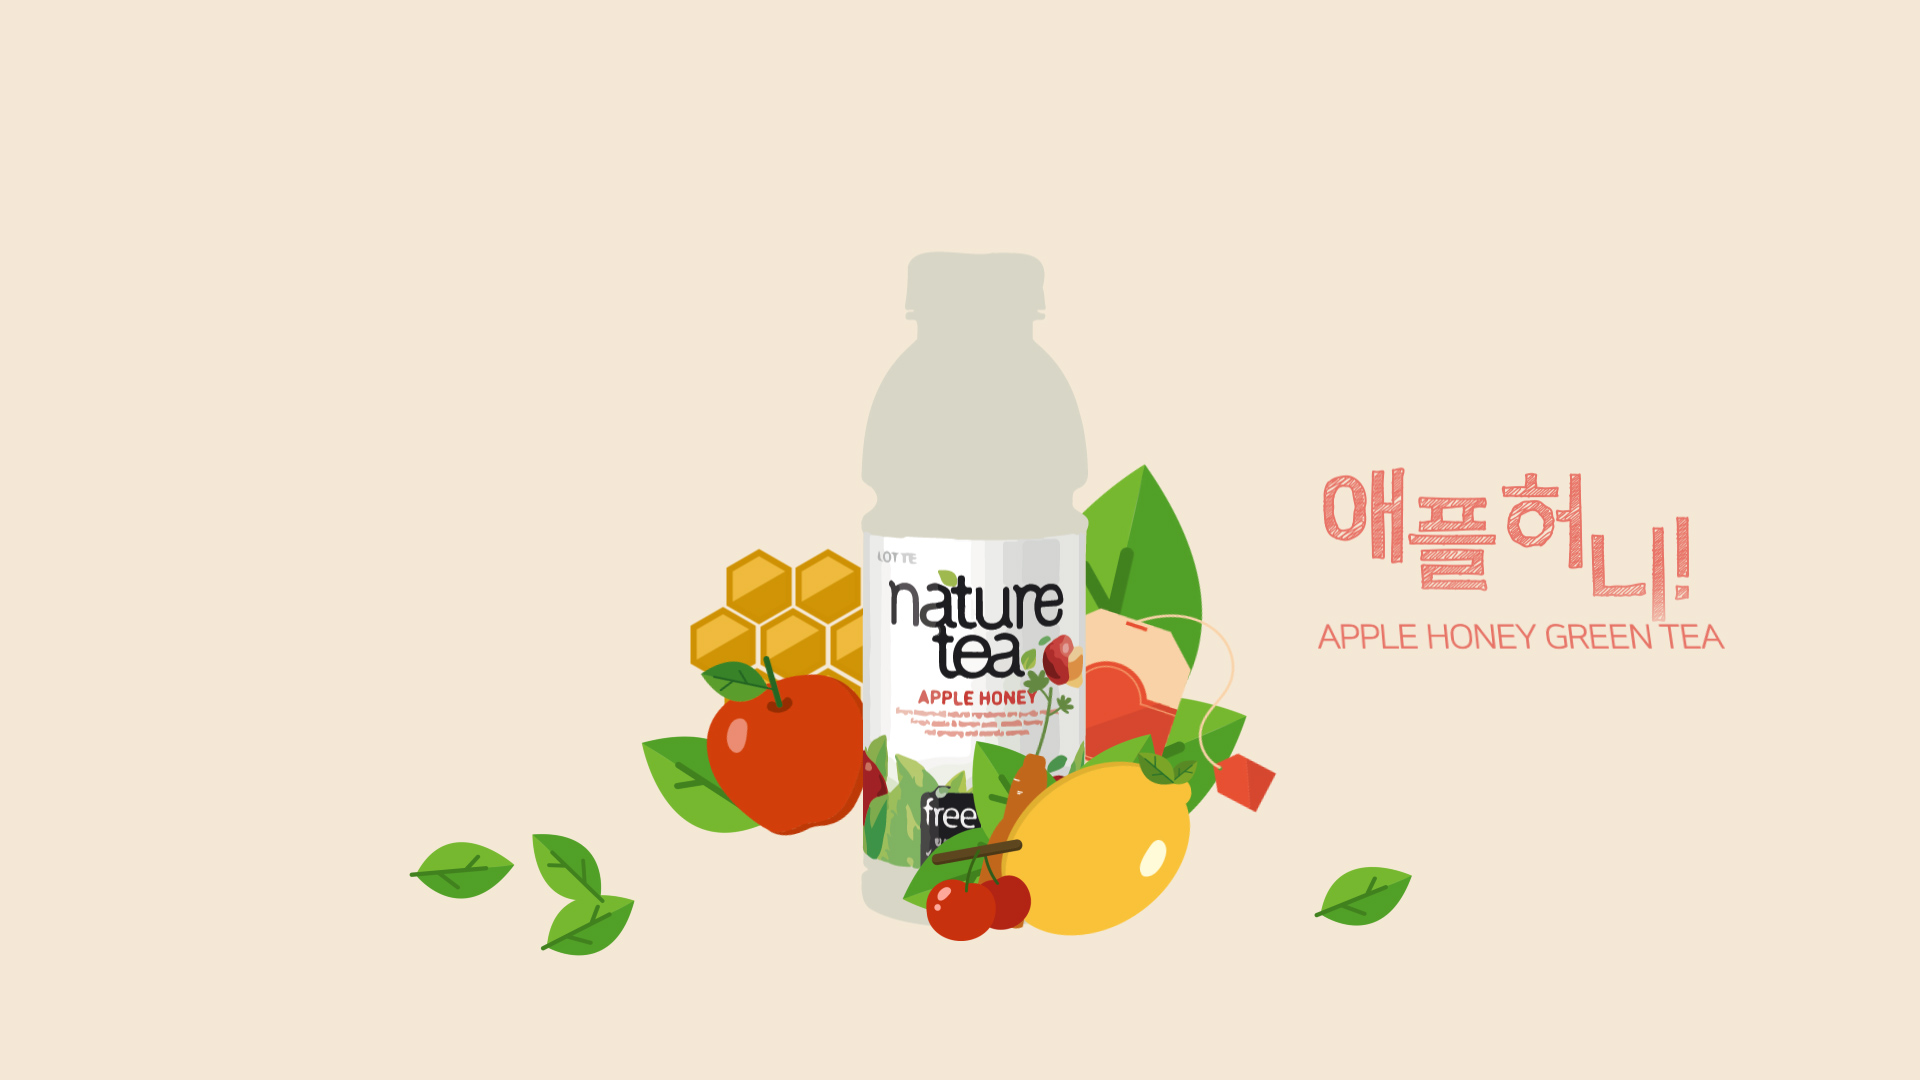 LOTTE
nature
tea
APPLE HONEY
free
애플허니!
APPLE HONEY GREEN TEA